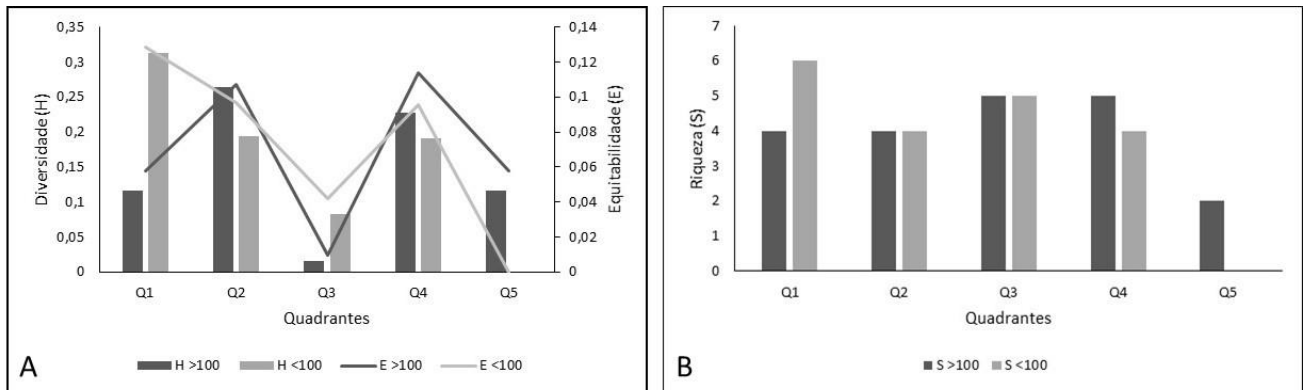 0,35
0,3
0,25
0,2
0,15
0,1
0,05
0
Diversidade (H)
0,14
0,12
0,1
0,08
0,06
0,04
0,02
0
Equitabilidade (E)
Q1 Q2 Q3 Q4 Q5
Quadrantes
A
H >100 H <100 E >100 E <100
7
6
5
4
3
2
1
0
Riqueza (S)
Q1 Q2 Q3 Q4 Q5
Quadrantes
B
S >100 S <100